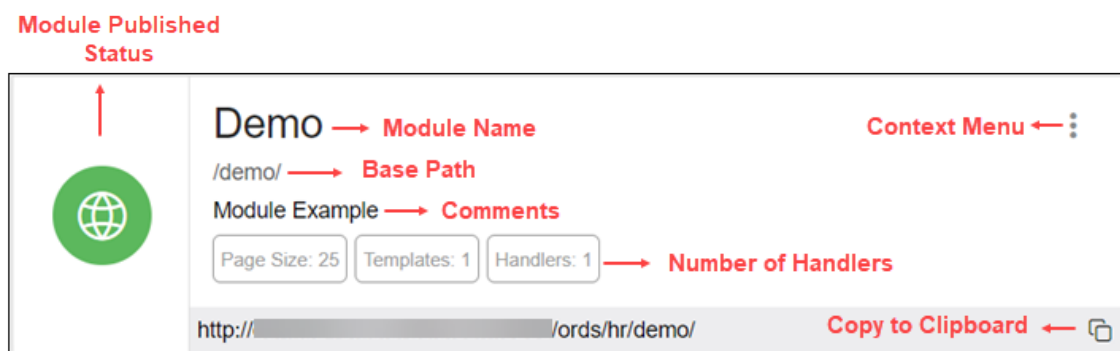 Module Published
Status
Demo Module Name Context Menu
/demo/ Base Path
Module Example Comments
Page Size: 25 Templates: 1 Handlers: 1 Number of Handlers
http:// /ords/hr/demo/ Copy to Clipboard